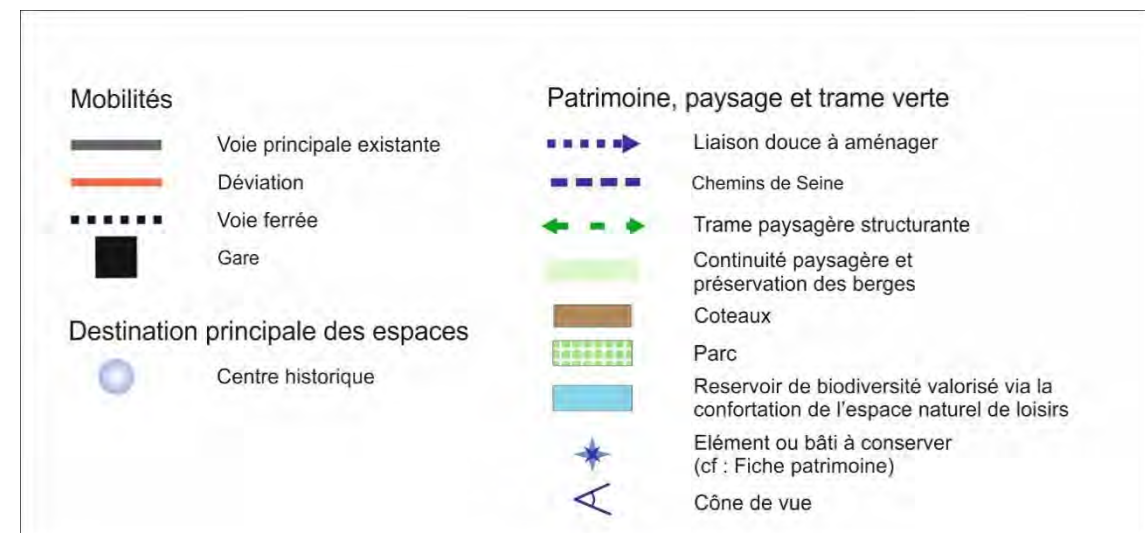 Mobilités
Voie principale existante
Déviation
Voie ferrée
Gare
Destination principale des espaces
Centre historique
Patrimoine, paysage et trame verte
Liaison douce à aménager
Chemins de Seine
Trame paysagère structurante
Continuité paysagère et
préservation des berges
Coteaux
Parc
Reservoir de biodiversité valorisé via la
confortation de l'espace naturel de loisirs
Elément ou bâti à conserver
(cf : Fiche patrimoine)
Cône de vue